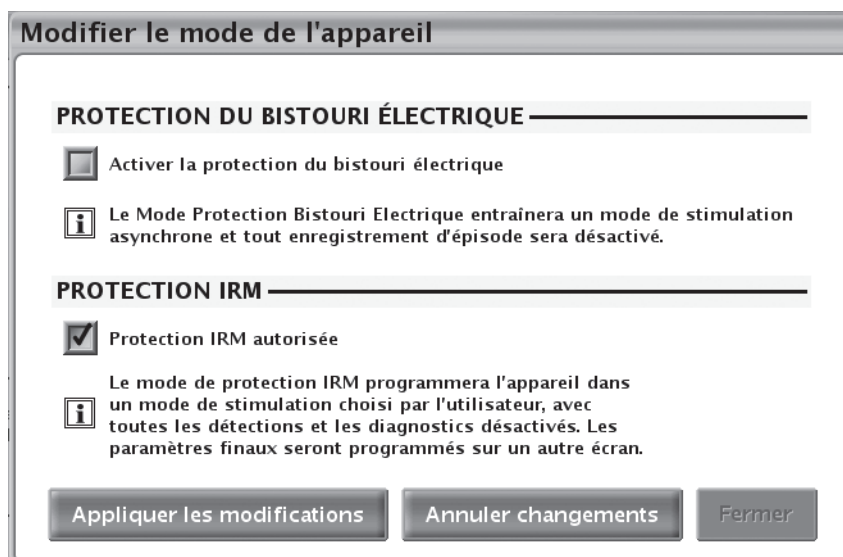 Modifier le mode de l'appareil
PROTECTION DU BISTOURI ÉLECTRIQUE
Activer la protection du bistouri électrique
Le Mode Protection Bistouri Electrique entraînera un mode de stimulation
asynchrone et tout enregistrement d'épisode sera désactivé.
PROTECTION IRM
Protection IRM autorisée
Le mode de protection IRM programmera l'appareil dans
un mode de stimulation choisi par l'utilisateur, avec
toutes les détections et les diagnostics désactivés. Les
paramètres finaux seront programmés sur un autre écran.
Appliquer les modifications Annuler changements Fermer